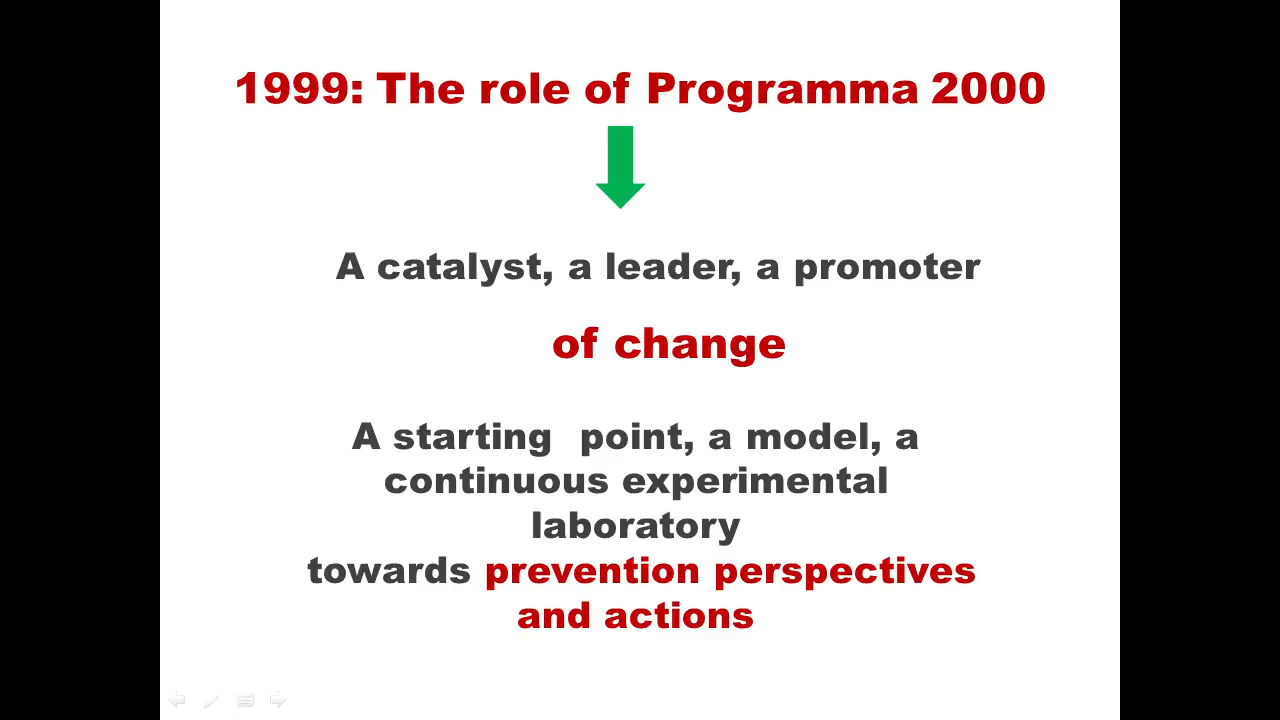 1999: The role of Programma 2000
A catalyst, a leader, a promoter
of change
A starting  point, a model, a
continuous experimental
laboratory
towards prevention perspectives
and actions